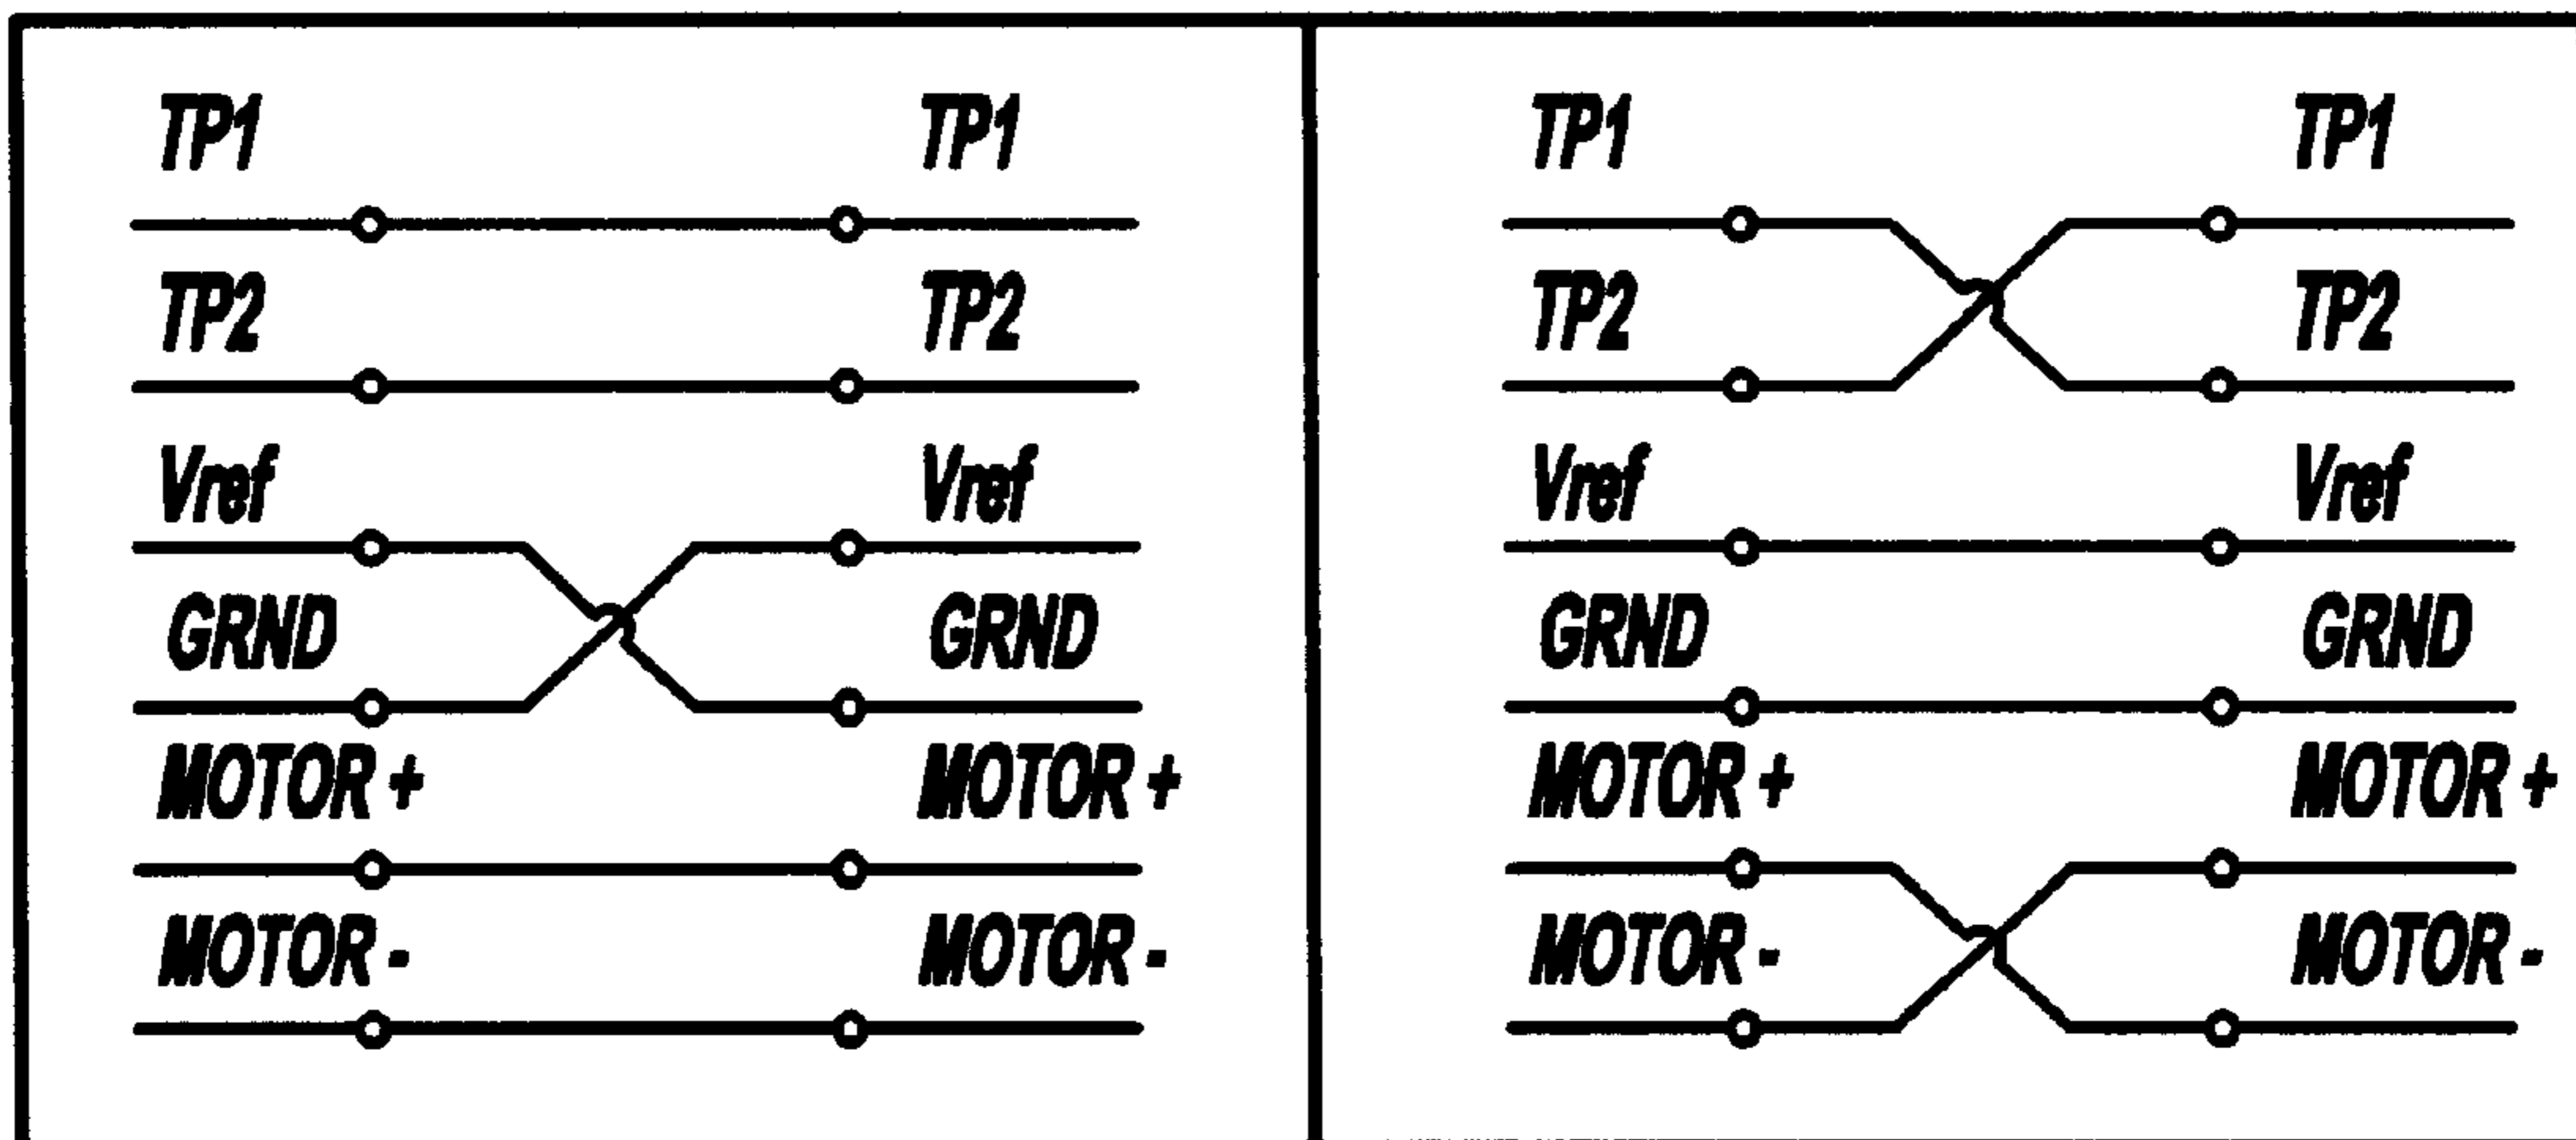 TP1 TP1
TP2 TP2
Vref Vref
GRND GRND
MOTOR + MOTOR +
MOTOR - MOTOR -
TP1 TP1
TP2 TP2
Vref Vref
GRND GRND
MOTOR + MOTOR +
MOTOR - MOTOR -